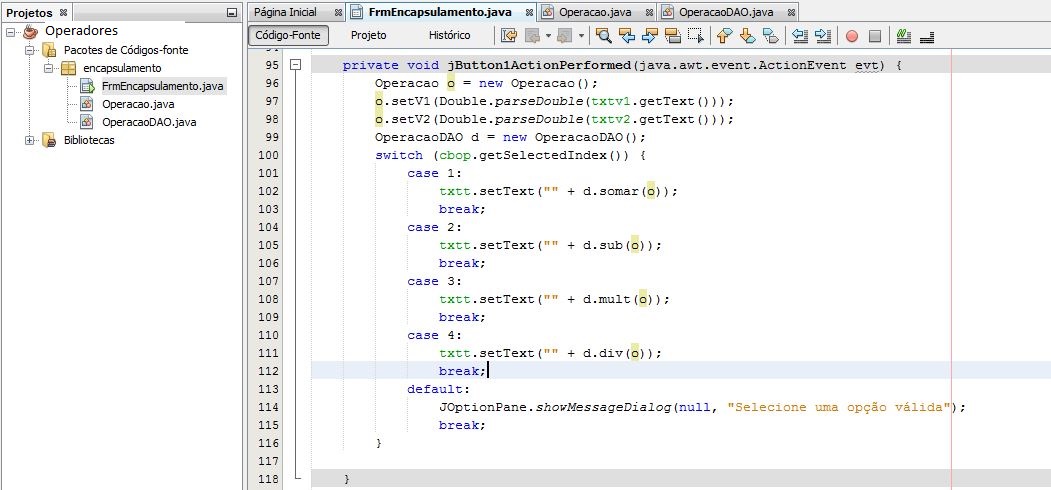 Projetos
Operadores
Pacotes de Códigos-fonte
encapsulamento
FrmEncapsulamento.java
Operacao.java
OperacaoDAO.java
Bibliotecas
Página Inicial FrmEncapsulamento.java Operacao.java OperacaoDAO.java
Código-Fonte Projeto Histórico
95 private void jButton1ActionPerformed(java.awt.event.ActionEvent evt) {
96 Operacao o = new Operacao();
97 o.setV1(Double.parseDouble(txtv1.getText()));
98 o.setV2(Double.parseDouble(txtv2.getText()));
99 OperacaoDAO d = new OperacaoDAO();
100 switch (cbop.getSelectedIndex()) {
101 case 1:
102 txtt.setText("" + d.somar(o));
103 break;
104 case 2:
105 txtt.setText("" + d.sub(o));
106 break;
107 case 3:
108 txtt.setText("" + d.mult(o));
109 break;
110 case 4:
111 txtt.setText("" + d.div(o));
112 break;
113 default:
114 JOptionPane.showMessageDialog(null, "Selecione uma opção válida");
115 break;
116 }
117
118 }